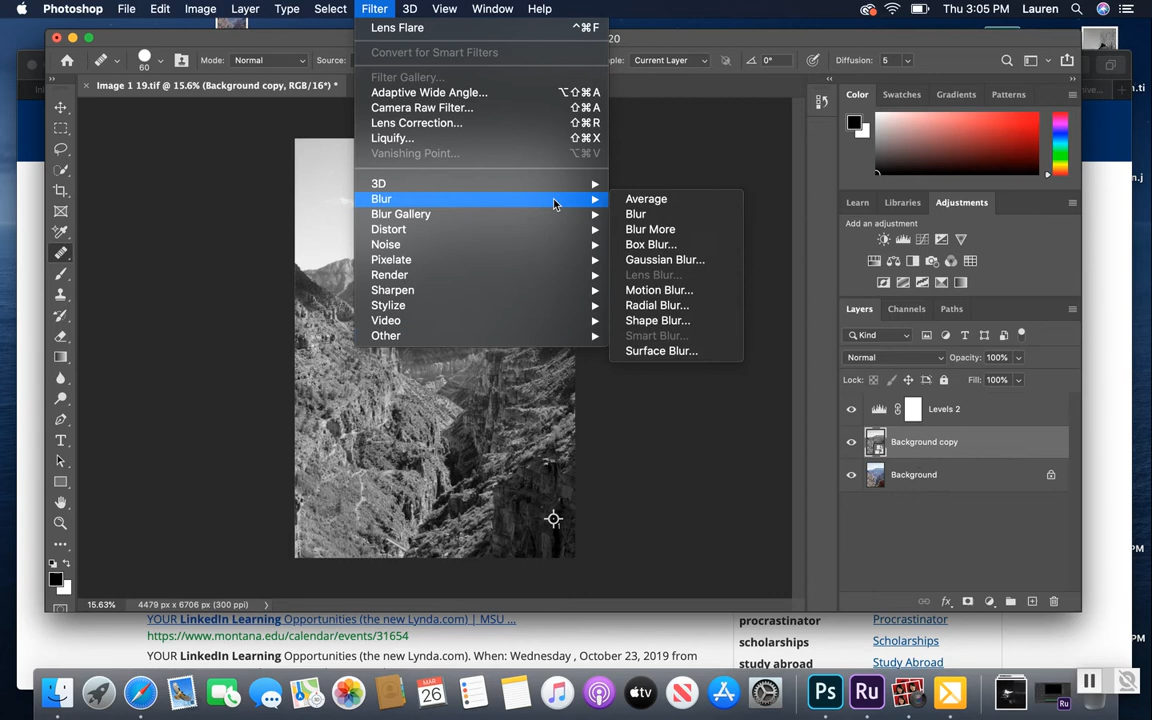 Photoshop File Edit Image Layer Type Select Filter 3D View Window Help Thu 3:05 PM Lauren
Lens Flare ^⌘F
Convert for Smart Filters
Filter Gallery...
Adaptive Wide Angle... ⌥⇧⌘A
Camera Raw Filter... ⇧⌘A
Lens Correction... ⇧⌘R
Liquify... ⇧⌘X
Vanishing Point... ⌥⌘V
3D
Blur
Blur Gallery
Distort
Noise
Pixelate
Render
Sharpen
Stylize
Video
Other
Average
Blur
Blur More
Box Blur...
Gaussian Blur...
Lens Blur...
Motion Blur...
Radial Blur...
Shape Blur...
Smart Blur...
Surface Blur...
20
60 Mode: Normal Source: Current Layer 0° Diffusion: 5
Image 1 19.tif @ 15.6% (Background copy, RGB/16*) *
Color Swatches Gradients Patterns
Learn Libraries Adjustments
Add an adjustment
Layers Channels Paths
Kind
Normal Opacity: 100%
Lock: Fill: 100%
Levels 2
Background copy
Background
15.63% 4479 px x 6706 px (300 ppi)
YOUR LinkedIn Learning Opportunities (the new Lynda.com) | MSU ...
https://www.montana.edu/calendar/events/31654
YOUR LinkedIn Learning Opportunities (the new Lynda.com). When: Wednesday , October 23, 2019 from
procrastinator Procrastinator
scholarships Scholarships
study abroad Study Abroad
PM
PM
MAR
26
tv
Ps
Ru
Ru